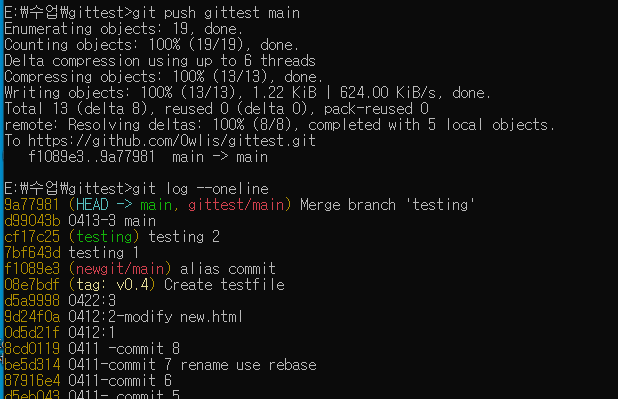 E:₩수업₩gittest>git push gittest main
Enumerating objects: 19, done.
Counting objects: 100% (19/19), done.
Delta compression using up to 6 threads
Compressing objects: 100% (13/13), done.
Writing objects: 100% (13/13), 1.22 KiB | 624.00 KiB/s, done.
Total 13 (delta 8), reused 0 (delta 0), pack-reused 0
remote: Resolving deltas: 100% (8/8), completed with 5 local objects.
To https://github.com/Owlis/gittest.git
f1089e3..9a77981 main -> main
E:₩수업₩gittest>git log --oneline
9a77981 (HEAD -> main, gittest/main) Merge branch 'testing'
d99043b 0413-3 main
cf17c25 (testing) testing 2
7bf643d testing 1
f1089e3 (newgit/main) alias commit
08e7bdf (tag: v0.4) Create testfile
d5a9998 0422:3
9d24f0a 0412:2-modify new.html
0d5d21f 0412:1
8cd0119 0411 -commit 8
be5d314 0411-commit 7 rename use rebase
87916e4 0411-commit 6
d5eb043 0411- commit 5